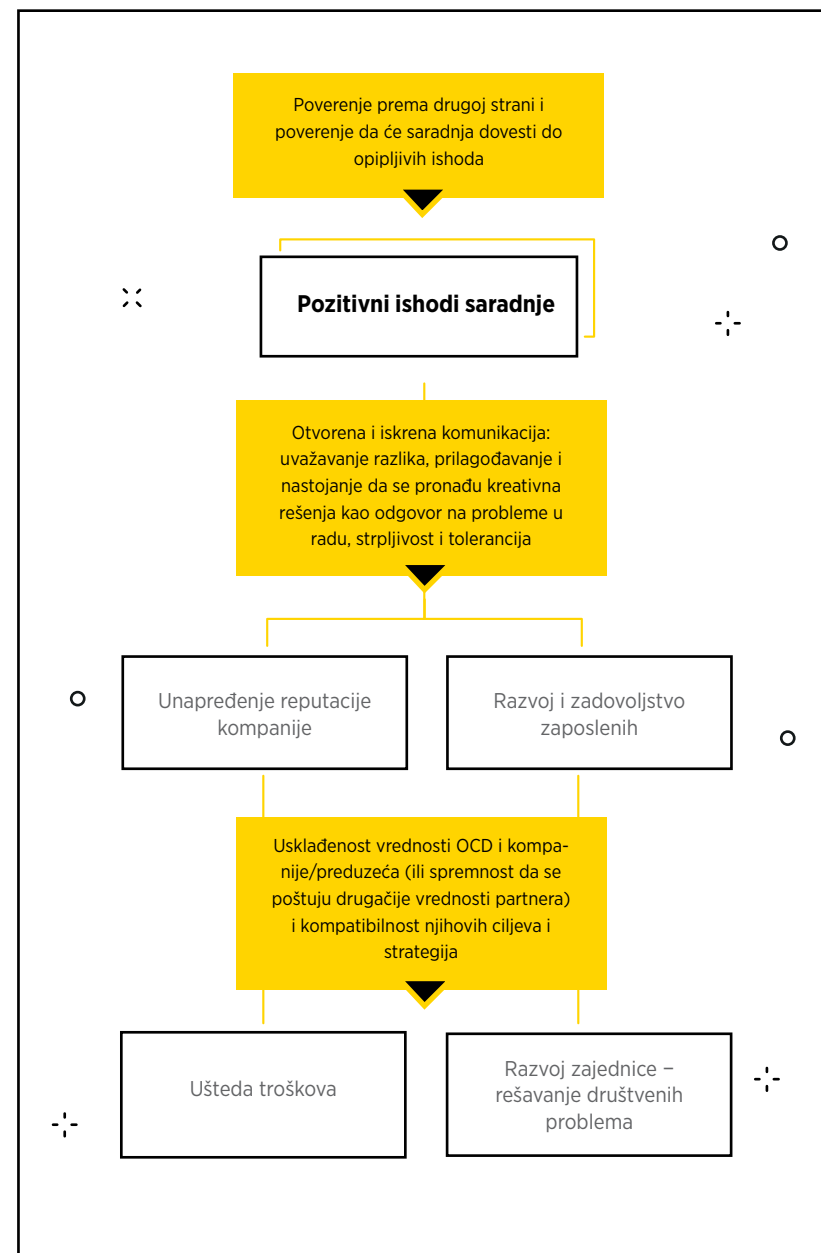 Poverenje prema drugoj strani i
poverenje da će saradnja dovesti do
opipljivih ishoda
Pozitivni ishodi saradnje
Otvorena i iskrena komunikacija:
uvažavanje razlika, prilagođavanje i
nastojanje da se pronađu kreativna
rešenja kao odgovor na probleme u
radu, strpljivost i tolerancija
Unapređenje reputacije
kompanije
Razvoj i zadovoljstvo
zaposlenih
Usklađenost vrednosti OCD i kompa-
nije/preduzeća (ili spremnost da se
poštuju drugačije vrednosti partnera)
i kompatibilnost njihovih ciljeva i
strategija
Ušteda troškova
Razvoj zajednice –
rešavanje društvenih
problema